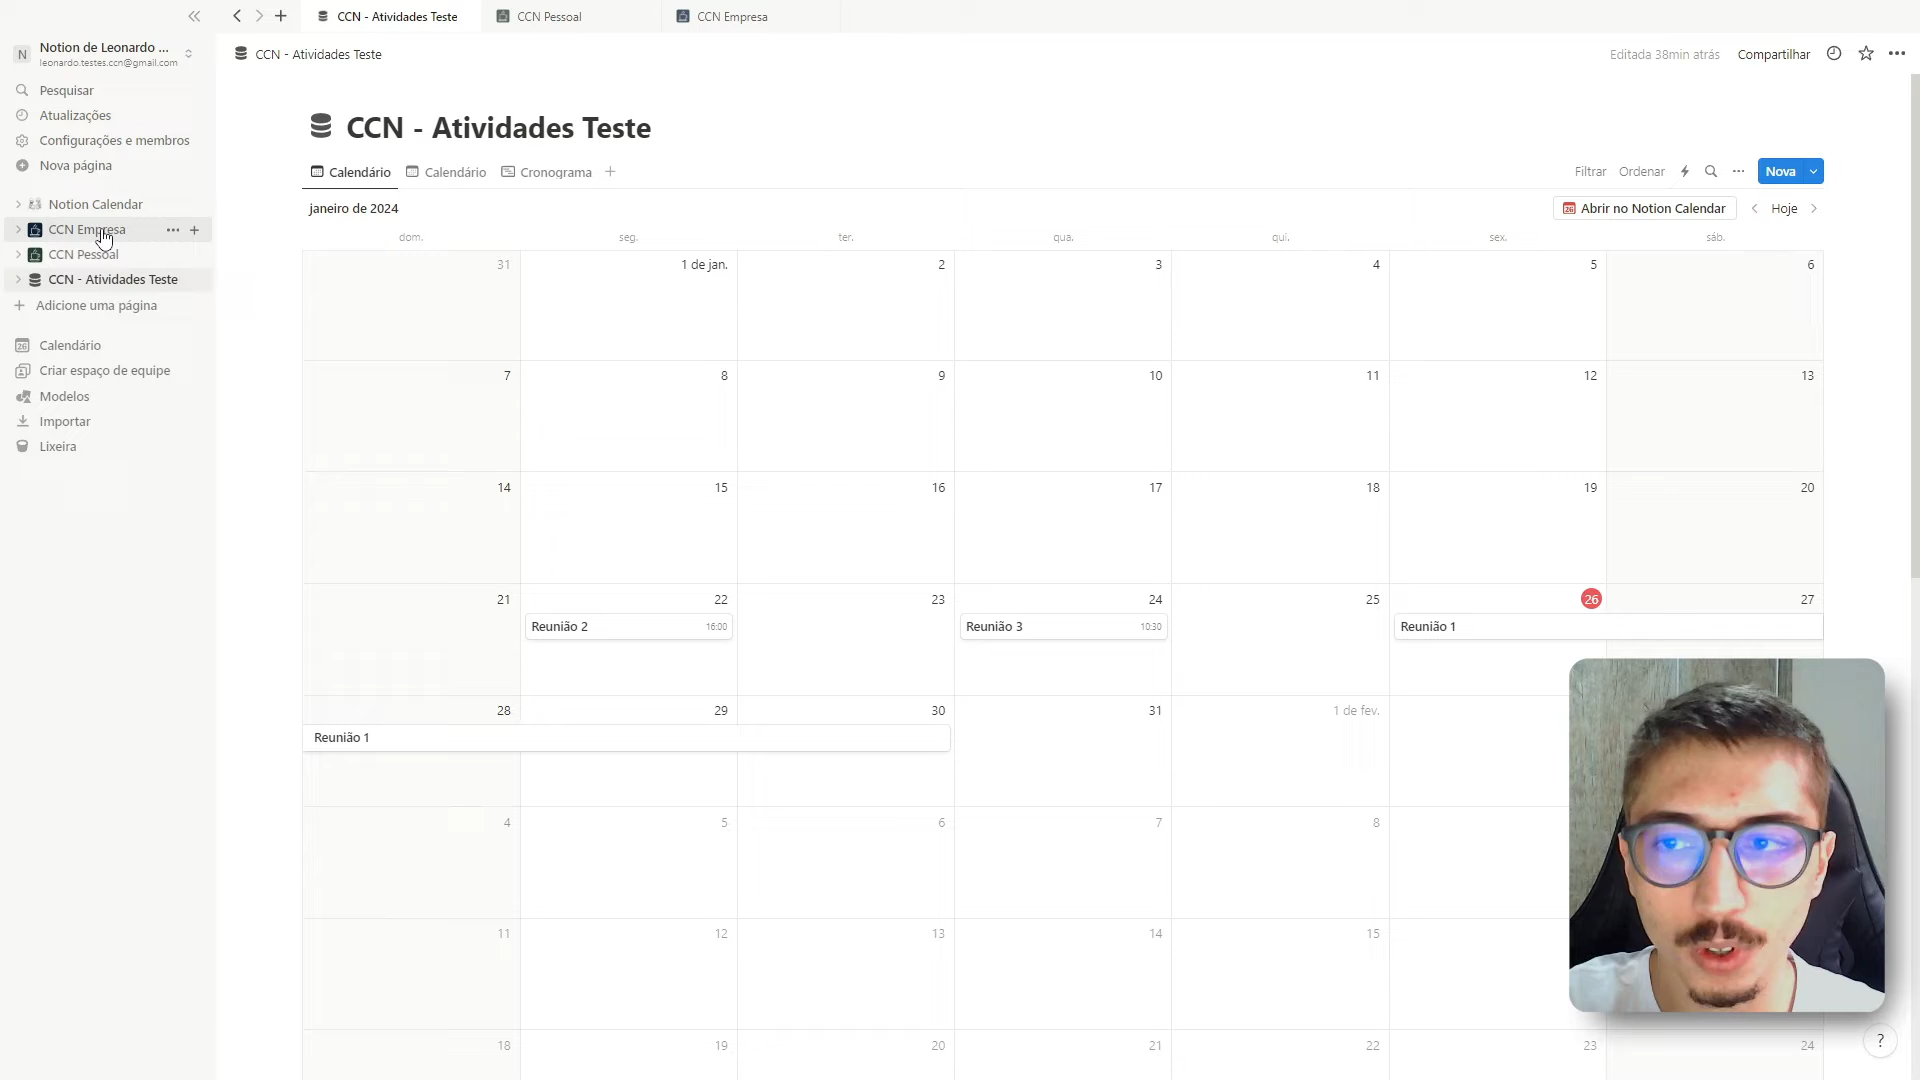 CCN - Atividades Teste
CCN Pessoal
CCN Empresa
N
Notion de Leonardo ...
leonardo.testes.ccn@gmail.com
CCN - Atividades Teste
Editada 38min atrás
Compartilhar
Pesquisar
Atualizações
Configurações e membros
Nova página
Notion Calendar
CCN Empresa
CCN Pessoal
CCN - Atividades Teste
Adicione uma página
26 Calendário
Criar espaço de equipe
Modelos
Importar
Lixeira
CCN - Atividades Teste
Calendário
Calendário
Cronograma
Filtrar
Ordenar
Nova
janeiro de 2024
26 Abrir no Notion Calendar
Hoje
dom. seg. ter. qua. qui. sex. sáb.
31 1 de jan. 2 3 4 5 6
7 8 9 10 11 12 13
14 15 16 17 18 19 20
21 22 23 24 25 26 27
Reunião 2 16:00 Reunião 3 10:30 Reunião 1
28 29 30 31 1 de fev.
Reunião 1
4 5 6 7 8
11 12 13 14 15
18 19 20 21 22 23 24
?